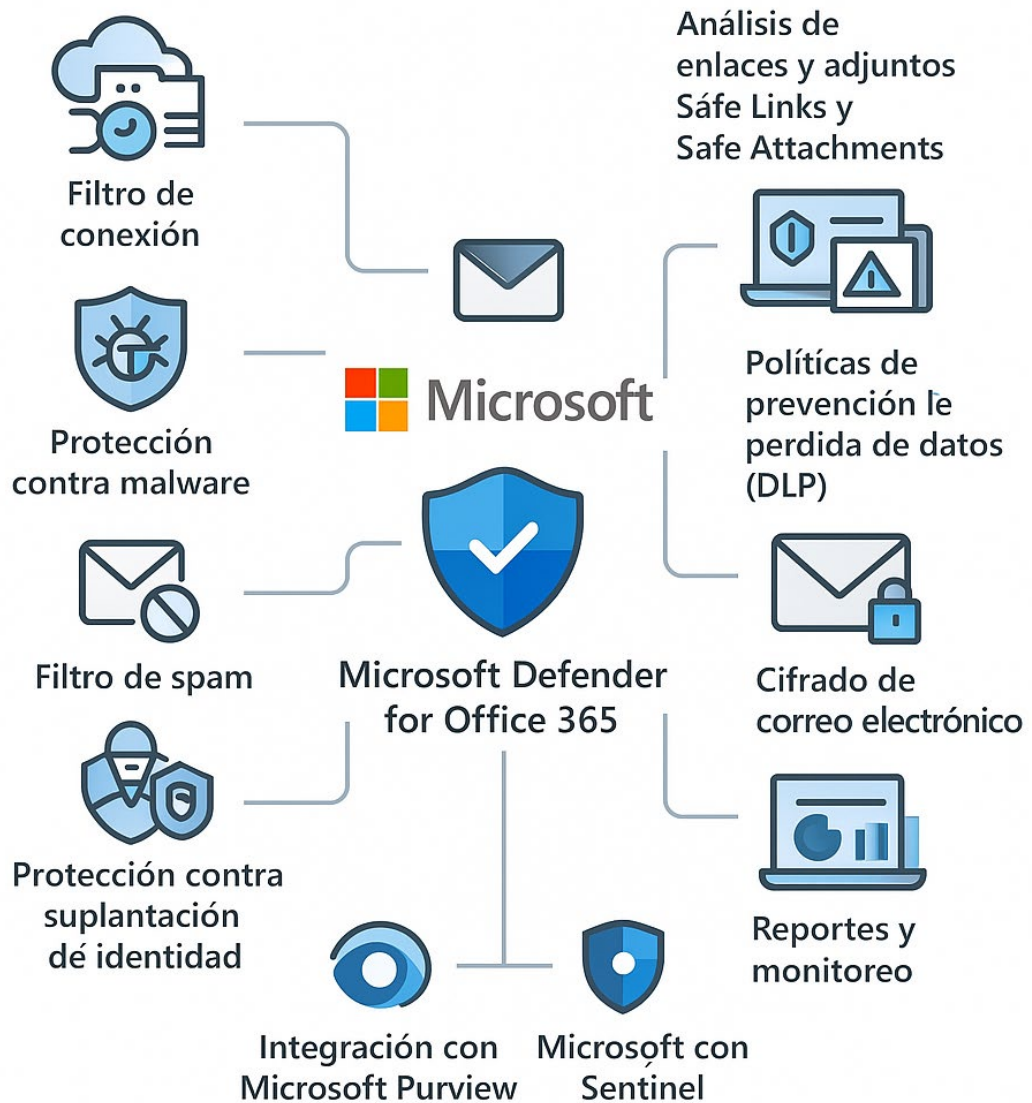 Filtro de
conexión
Protección
contra malware
Filtro de spam
Protección contra
suplantación
dé identidad
Microsoft
Microsoft Defender
for Office 365
Análisis de
enlaces y adjuntos
Sáfe Links y
Safe Attachments
Políticas de
prevención le
perdida de datos
(DLP)
Cifrado de
correo electrónico
Reportes y
monitoreo
Integración con
Microsoft Purview
Microsoft con
Sentinel